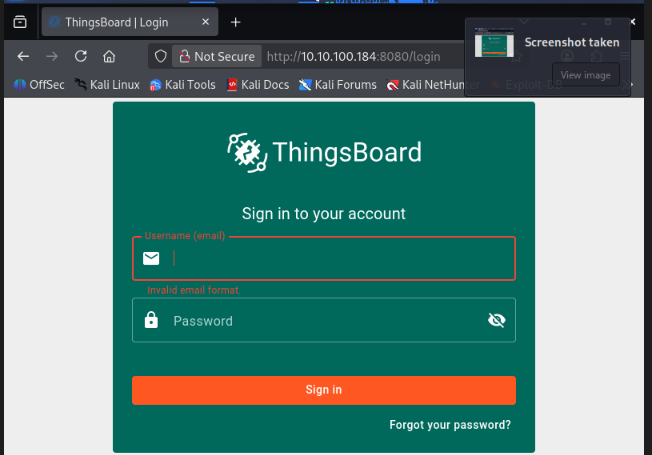 ThingsBoard | Login
Screenshot taken
View image
Not Secure
http://10.10.100.184:8080/login
OffSec
Kali Linux
Kali Tools
Kali Docs
Kali Forums
Kali NetHunter
Exploit-DB
ThingsBoard
Sign in to your account
Username (email)
Invalid email format.
Password
Sign in
Forgot your password?